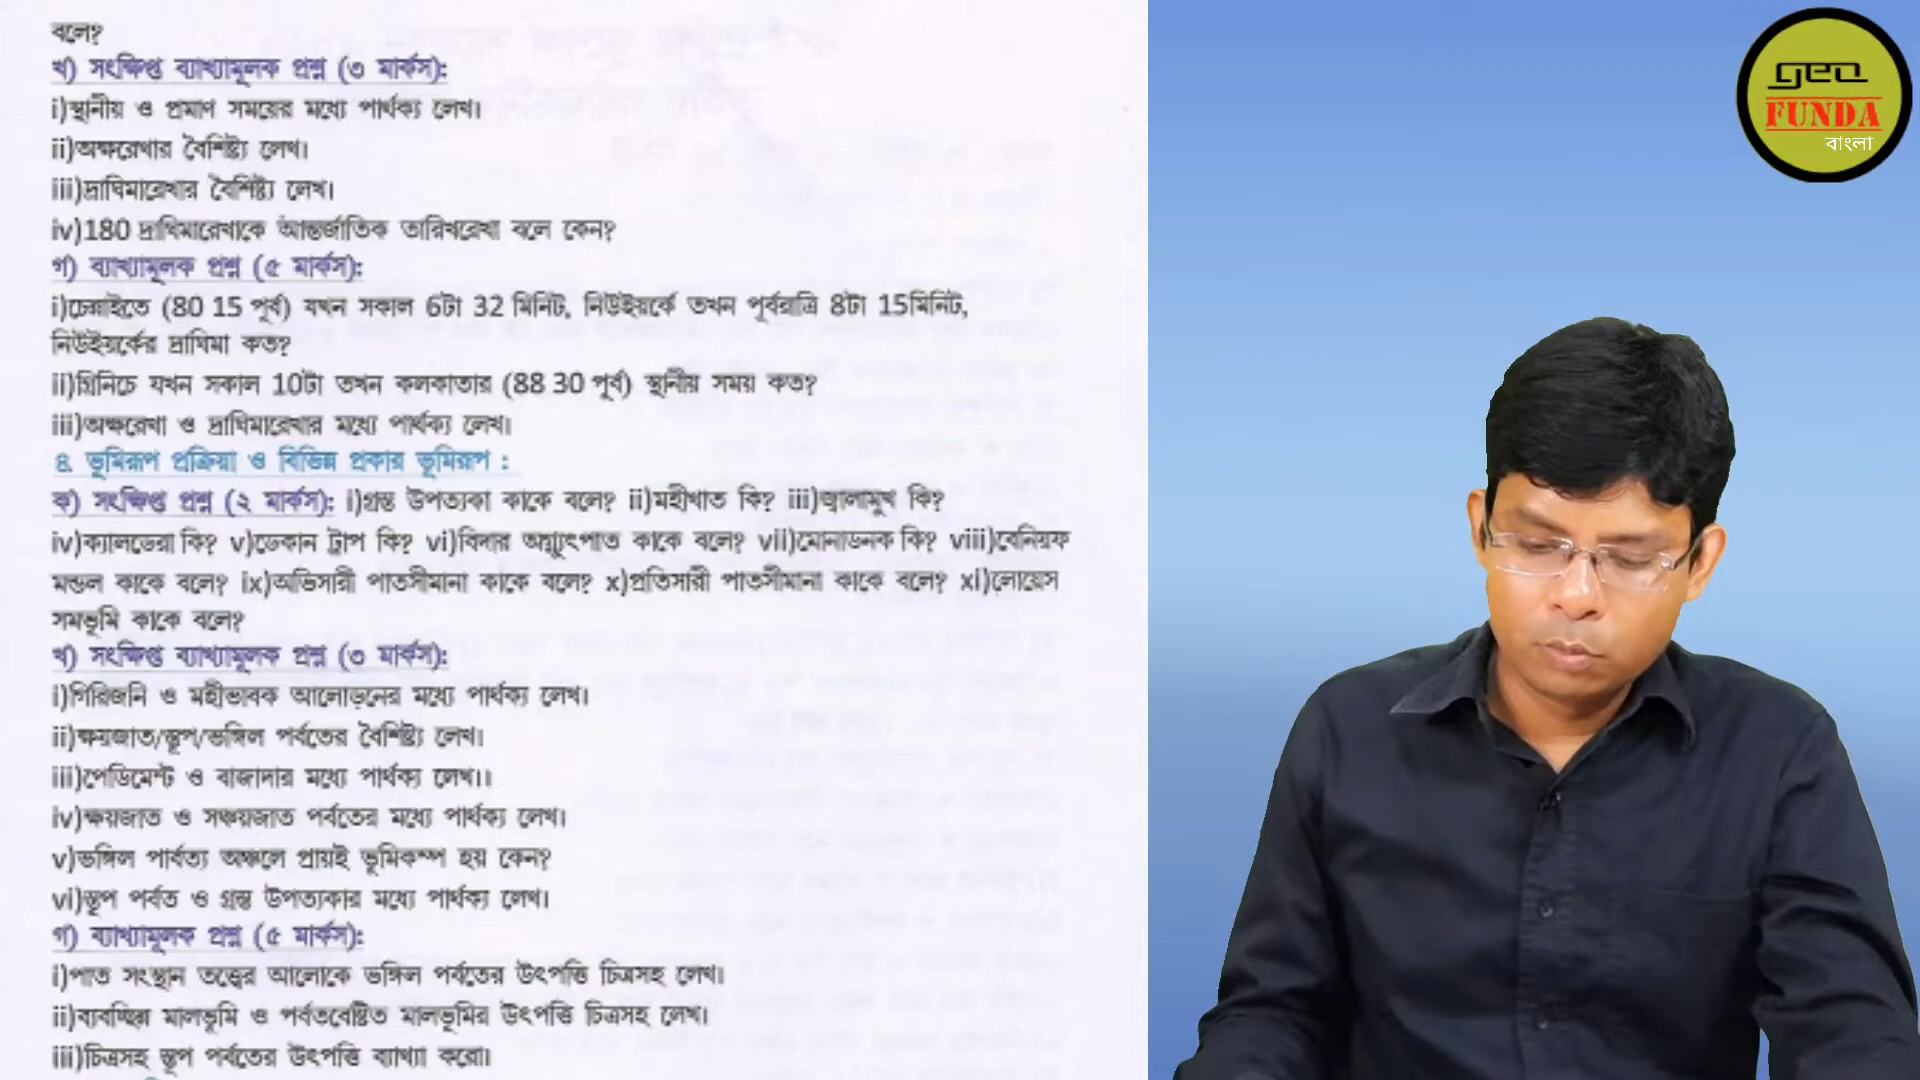 বলে?
খ) সংক্ষিপ্ত ব্যাখ্যামূলক প্রশ্ন (৩ মার্কস):
i)স্থানীয় ও প্রমাণ সময়ের মধ্যে পার্থক্য লেখ।
ii)অক্ষরেখার বৈশিষ্ট্য লেখ।
iii)দ্রাঘিমারেখার বৈশিষ্ট্য লেখ।
iv)180 দ্রাঘিমারেখাকে আন্তর্জাতিক তারিখরেখা বলে কেন?
গ) ব্যাখ্যামূলক প্রশ্ন (৫ মার্কস):
i)চেন্নাইতে (80 15 পূর্ব) যখন সকাল 6টা 32 মিনিট, নিউইয়র্কে তখন পূর্বরাত্রি 8টা 15মিনিট,
নিউইয়র্কের দ্রাঘিমা কত?
ii)গ্রিনিচে যখন সকাল 10টা তখন কলকাতার (88 30 পূর্ব) স্থানীয় সময় কত?
iii)অক্ষরেখা ও দ্রাঘিমারেখার মধ্যে পার্থক্য লেখ।
৪. ভূমিরূপ প্রক্রিয়া ও বিভিন্ন প্রকার ভূমিরূপ :
ক) সংক্ষিপ্ত প্রশ্ন (২ মার্কস): i)গ্রস্ত উপত্যকা কাকে বলে? ii)মহীখাত কি? iii)জ্বালামুখ কি?
iv)ক্যালডেরা কি? v)ডেকান ট্রাপ কি? vi)বিদার অগ্ন্যুৎপাত কাকে বলে? vii)মোনাডনক কি? viii)বেনিয়ফ
মন্ডল কাকে বলে? ix)অভিসারী পাতসীমানা কাকে বলে? x)প্রতিসারী পাতসীমানা কাকে বলে? xi)লোয়েস
সমভূমি কাকে বলে?
খ) সংক্ষিপ্ত ব্যাখ্যামূলক প্রশ্ন (৩ মার্কস):
i)গিরিজনি ও মহীভাবক আলোড়নের মধ্যে পার্থক্য লেখ।
ii)ক্ষয়জাত/স্তূপ/ভঙ্গিল পর্বতের বৈশিষ্ট্য লেখ।
iii)পেডিমেন্ট ও বাজাদার মধ্যে পার্থক্য লেখ।।
iv)ক্ষয়জাত ও সঞ্চয়জাত পর্বতের মধ্যে পার্থক্য লেখ।
v)ভঙ্গিল পার্বত্য অঞ্চলে প্রায়ই ভূমিকম্প হয় কেন?
vi)স্তূপ পর্বত ও গ্রস্ত উপত্যকার মধ্যে পার্থক্য লেখ।
গ) ব্যাখ্যামূলক প্রশ্ন (৫ মার্কস):
i)পাত সংস্থান তত্ত্বের আলোকে ভঙ্গিল পর্বতের উৎপত্তি চিত্রসহ লেখ।
ii)ব্যবচ্ছিন্ন মালভূমি ও পর্বতবেষ্টিত মালভূমির উৎপত্তি চিত্রসহ লেখ।
iii)চিত্রসহ স্তূপ পর্বতের উৎপত্তি ব্যাখ্যা করো।
geo
FUNDA
বাংলা